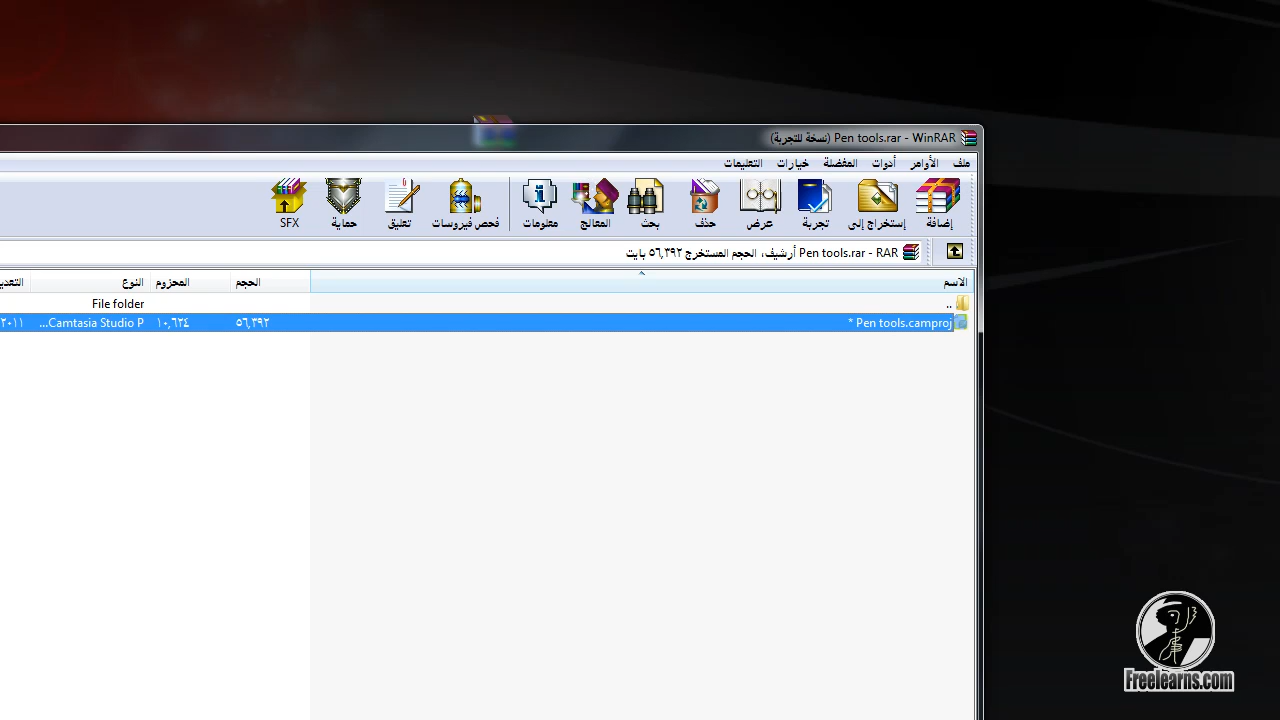 Pen tools.rar - WinRAR (نسخة للتجربة)
ملف الأوامر أدوات المفضلة خيارات التعليمات
إضافة إستخراج إلى تجربة عرض حذف بحث المعالج معلومات فحص فيروسات تعليق حماية SFX
Pen tools.rar - RAR أرشيف، الحجم المستخرج ٥٦,٣٩٢ بايت
الاسم الحجم المحزوم النوع
.. File folder
Pen tools.camproj * ٥٦,٣٩٢ ١٠,٦٢٤ Camtasia Studio P...
Freelearns.com